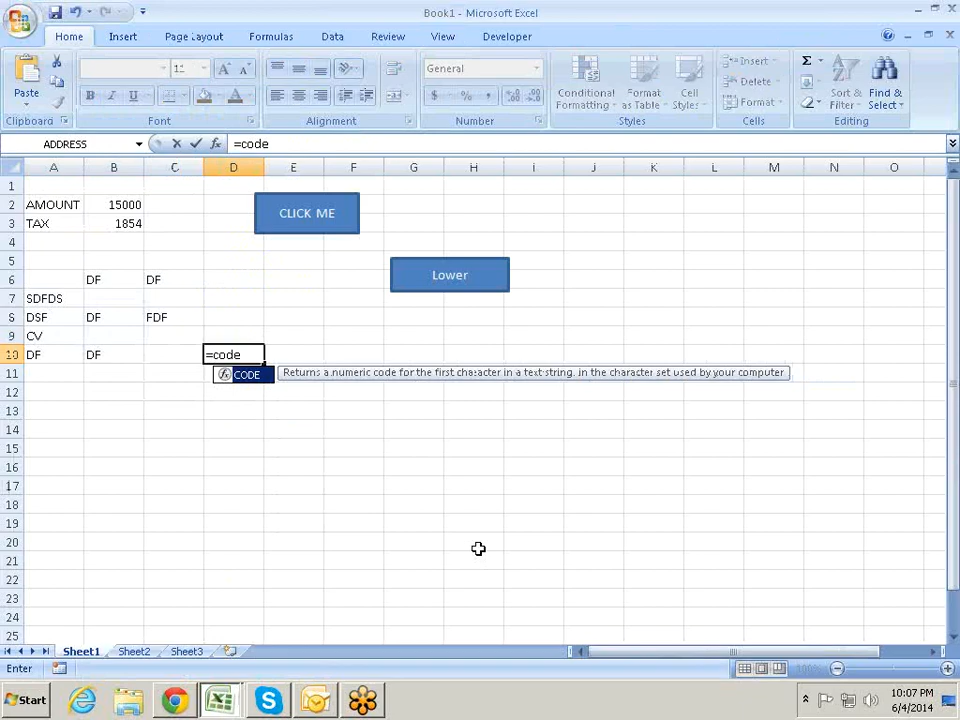 Book1 - Microsoft Excel
Home Insert Page Layout Formulas Data Review View Developer
Paste
General
Conditional Formatting
Format as Table
Cell Styles
Insert
Delete
Format
Sort & Filter
Find & Select
Clipboard Font Alignment Number Styles Cells Editing
ADDRESS =code
A B C D E F G H I J K L M N O
1
2 AMOUNT 15000 CLICK ME
3 TAX 1854
4
5
Lower
6 DF DF
7 SDFDS
8 DSF DF FDF
9 CV
10 DF DF =code
11 CODE Returns a numeric code for the first character in a text string, in the character set used by your computer
12
13
14
15
16
17
18
19
20
21
22
23
24
25
Sheet1 Sheet2 Sheet3
Enter 100%
Start 10:07 PM
6/4/2014